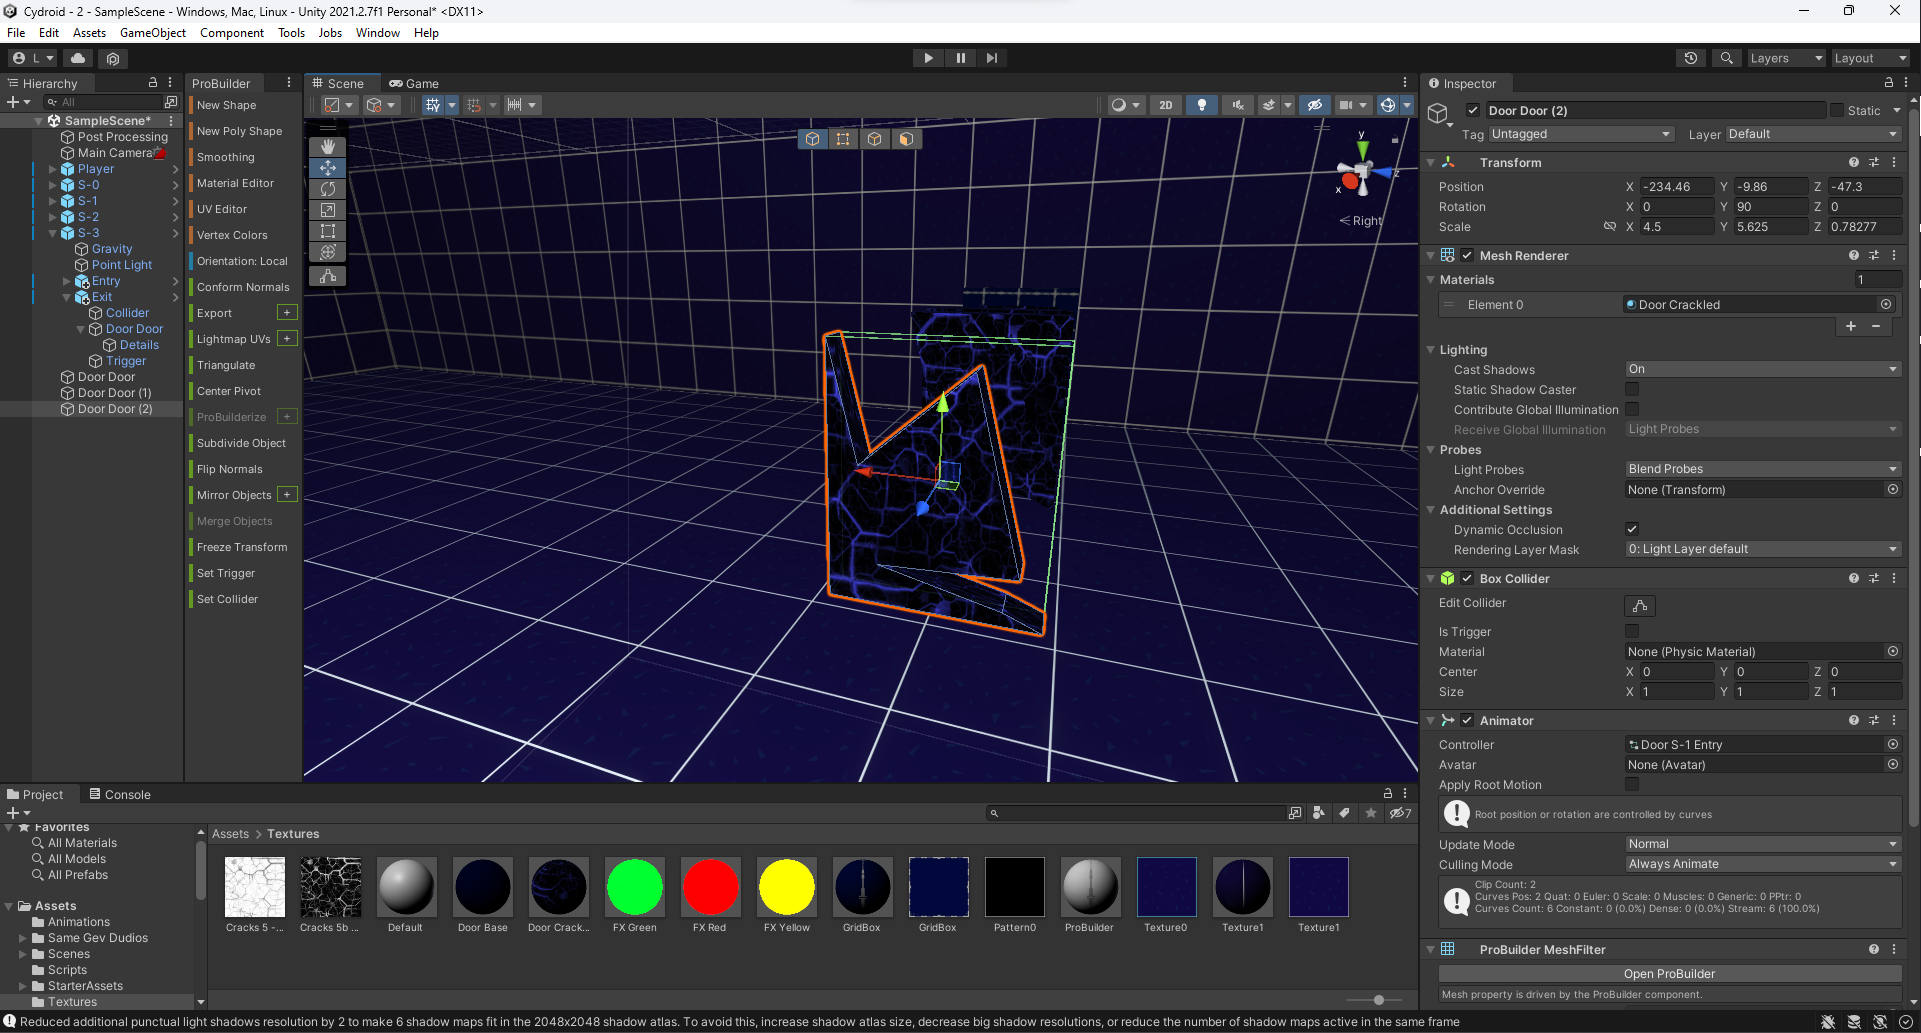 Cydroid - 2 - SampleScene - Windows, Mac, Linux - Unity 2021.2.7f1 Personal* <DX11>
File Edit Assets GameObject Component Tools Jobs Window Help
L
Layers
Layout
Hierarchy
All
SampleScene*
Post Processing
Main Camera
Player
S-0
S-1
S-2
S-3
Gravity
Point Light
Entry
Exit
Collider
Door Door
Details
Trigger
Door Door
Door Door (1)
Door Door (2)
ProBuilder
New Shape
New Poly Shape
Smoothing
Material Editor
UV Editor
Vertex Colors
Orientation: Local
Conform Normals
Export +
Lightmap UVs +
Triangulate
Center Pivot
ProBuilderize +
Subdivide Object
Flip Normals
Mirror Objects +
Merge Objects
Freeze Transform
Set Trigger
Set Collider
Scene Game
2D
y
x z
< Right
Inspector
Door Door (2) Static
Tag Untagged Layer Default
Transform
Position X -234.46 Y -9.86 Z -47.3
Rotation X 0 Y 90 Z 0
Scale X 4.5 Y 5.625 Z 0.78277
Mesh Renderer
Materials 1
Element 0 Door Crackled
+ −
Lighting
Cast Shadows On
Static Shadow Caster
Contribute Global Illumination
Receive Global Illumination Light Probes
Probes
Light Probes Blend Probes
Anchor Override None (Transform)
Additional Settings
Dynamic Occlusion
Rendering Layer Mask 0: Light Layer default
Box Collider
Edit Collider
Is Trigger
Material None (Physic Material)
Center X 0 Y 0 Z 0
Size X 1 Y 1 Z 1
Animator
Controller Door S-1 Entry
Avatar None (Avatar)
Apply Root Motion
Root position or rotation are controlled by curves
Update Mode Normal
Culling Mode Always Animate
Clip Count: 2
Curves Pos: 2 Quat: 0 Euler: 0 Scale: 0 Muscles: 0 Generic: 0 PPtr: 0
Curves Count: 6 Constant: 0 (0.0%) Dense: 0 (0.0%) Stream: 6 (100.0%)
ProBuilder MeshFilter
Open ProBuilder
Mesh property is driven by the ProBuilder component.
Project Console
7
Favorites
All Materials
All Models
All Prefabs
Assets
Animations
Same Gev Dudios
Scenes
Scripts
StarterAssets
Textures
Assets > Textures
Cracks 5 -... Cracks 5b ... Default Door Base Door Crack... FX Green FX Red FX Yellow GridBox GridBox Pattern0 ProBuilder Texture0 Texture1 Texture1
Reduced additional punctual light shadows resolution by 2 to make 6 shadow maps fit in the 2048x2048 shadow atlas. To avoid this, increase shadow atlas size, decrease big shadow resolutions, or reduce the number of shadow maps active in the same frame